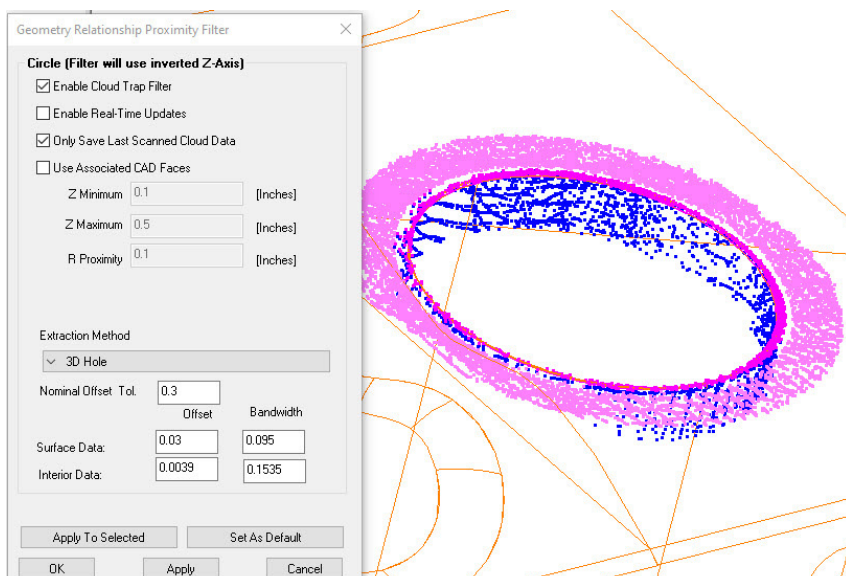 Geometry Relationship Proximity Filter
Circle (Filter will use inverted Z-Axis)
Enable Cloud Trap Filter
Enable Real-Time Updates
Only Save Last Scanned Cloud Data
Use Associated CAD Faces
Z Minimum 0.1 [Inches]
Z Maximum 0.5 [Inches]
R Proximity 0.1 [Inches]
Extraction Method
3D Hole
Nominal Offset Tol. 0.3
Offset Bandwidth
Surface Data: 0.03 0.095
Interior Data: 0.0039 0.1535
Apply To Selected Set As Default
OK Apply Cancel